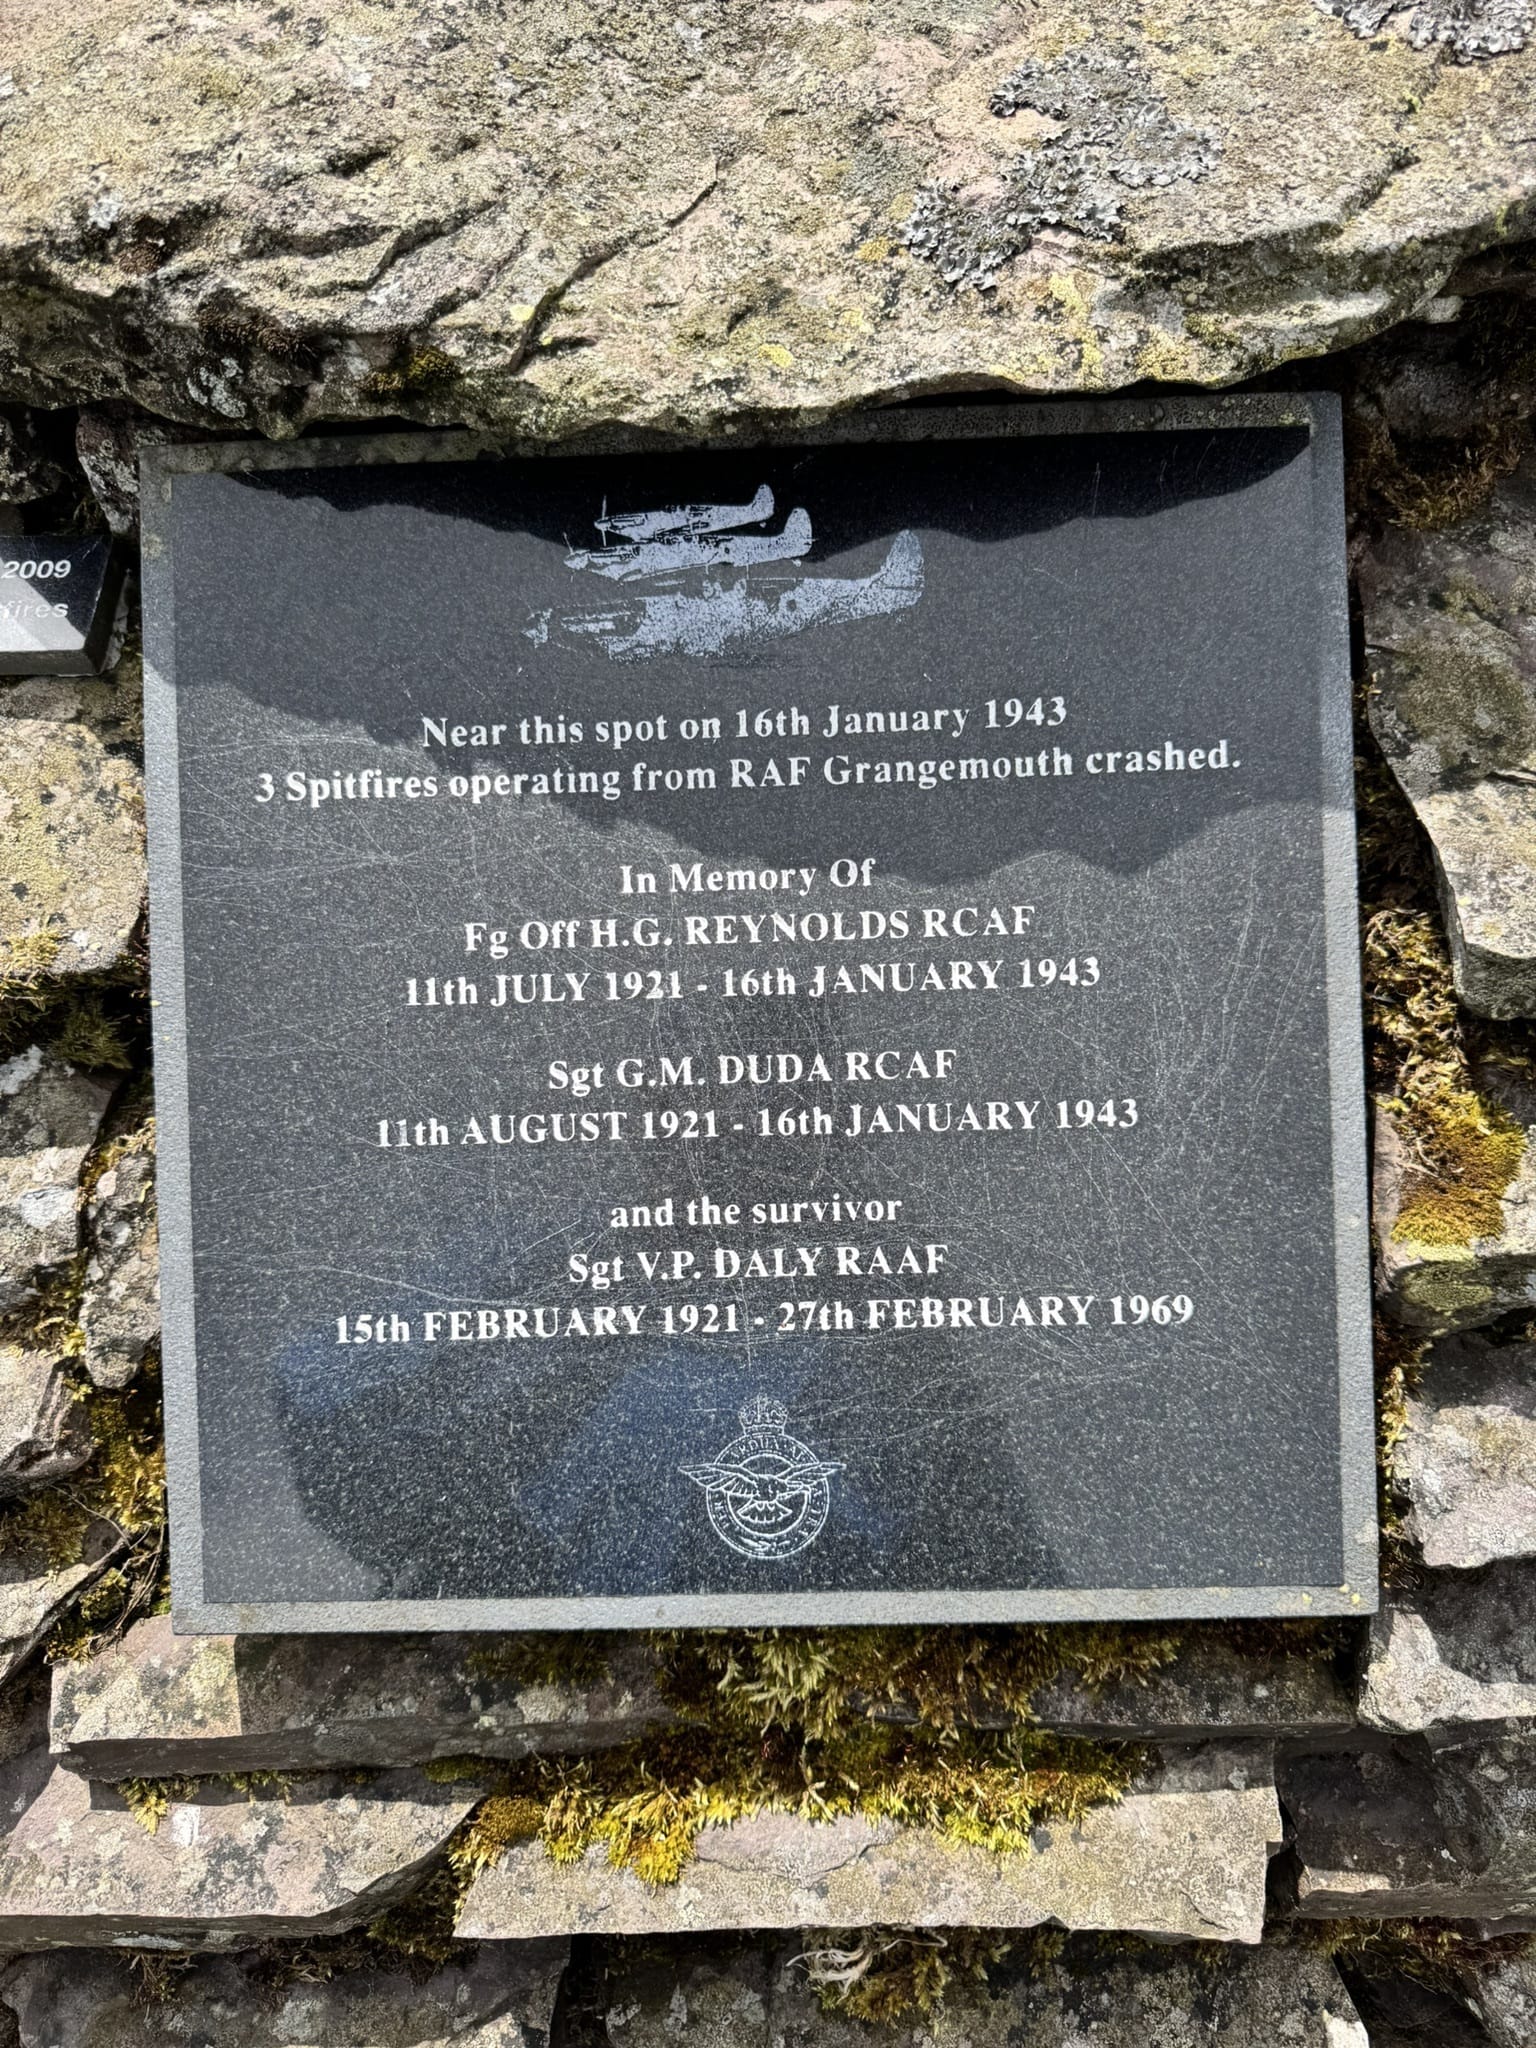 2009
fires
Near this spot on 16th January 1943
3 Spitfires operating from RAF Grangemouth crashed.
In Memory Of
Fg Off H.G. REYNOLDS RCAF
11th JULY 1921 - 16th JANUARY 1943
Sgt G.M. DUDA RCAF
11th AUGUST 1921 - 16th JANUARY 1943
and the survivor
Sgt V.P. DALY RAAF
15th FEBRUARY 1921 - 27th FEBRUARY 1969